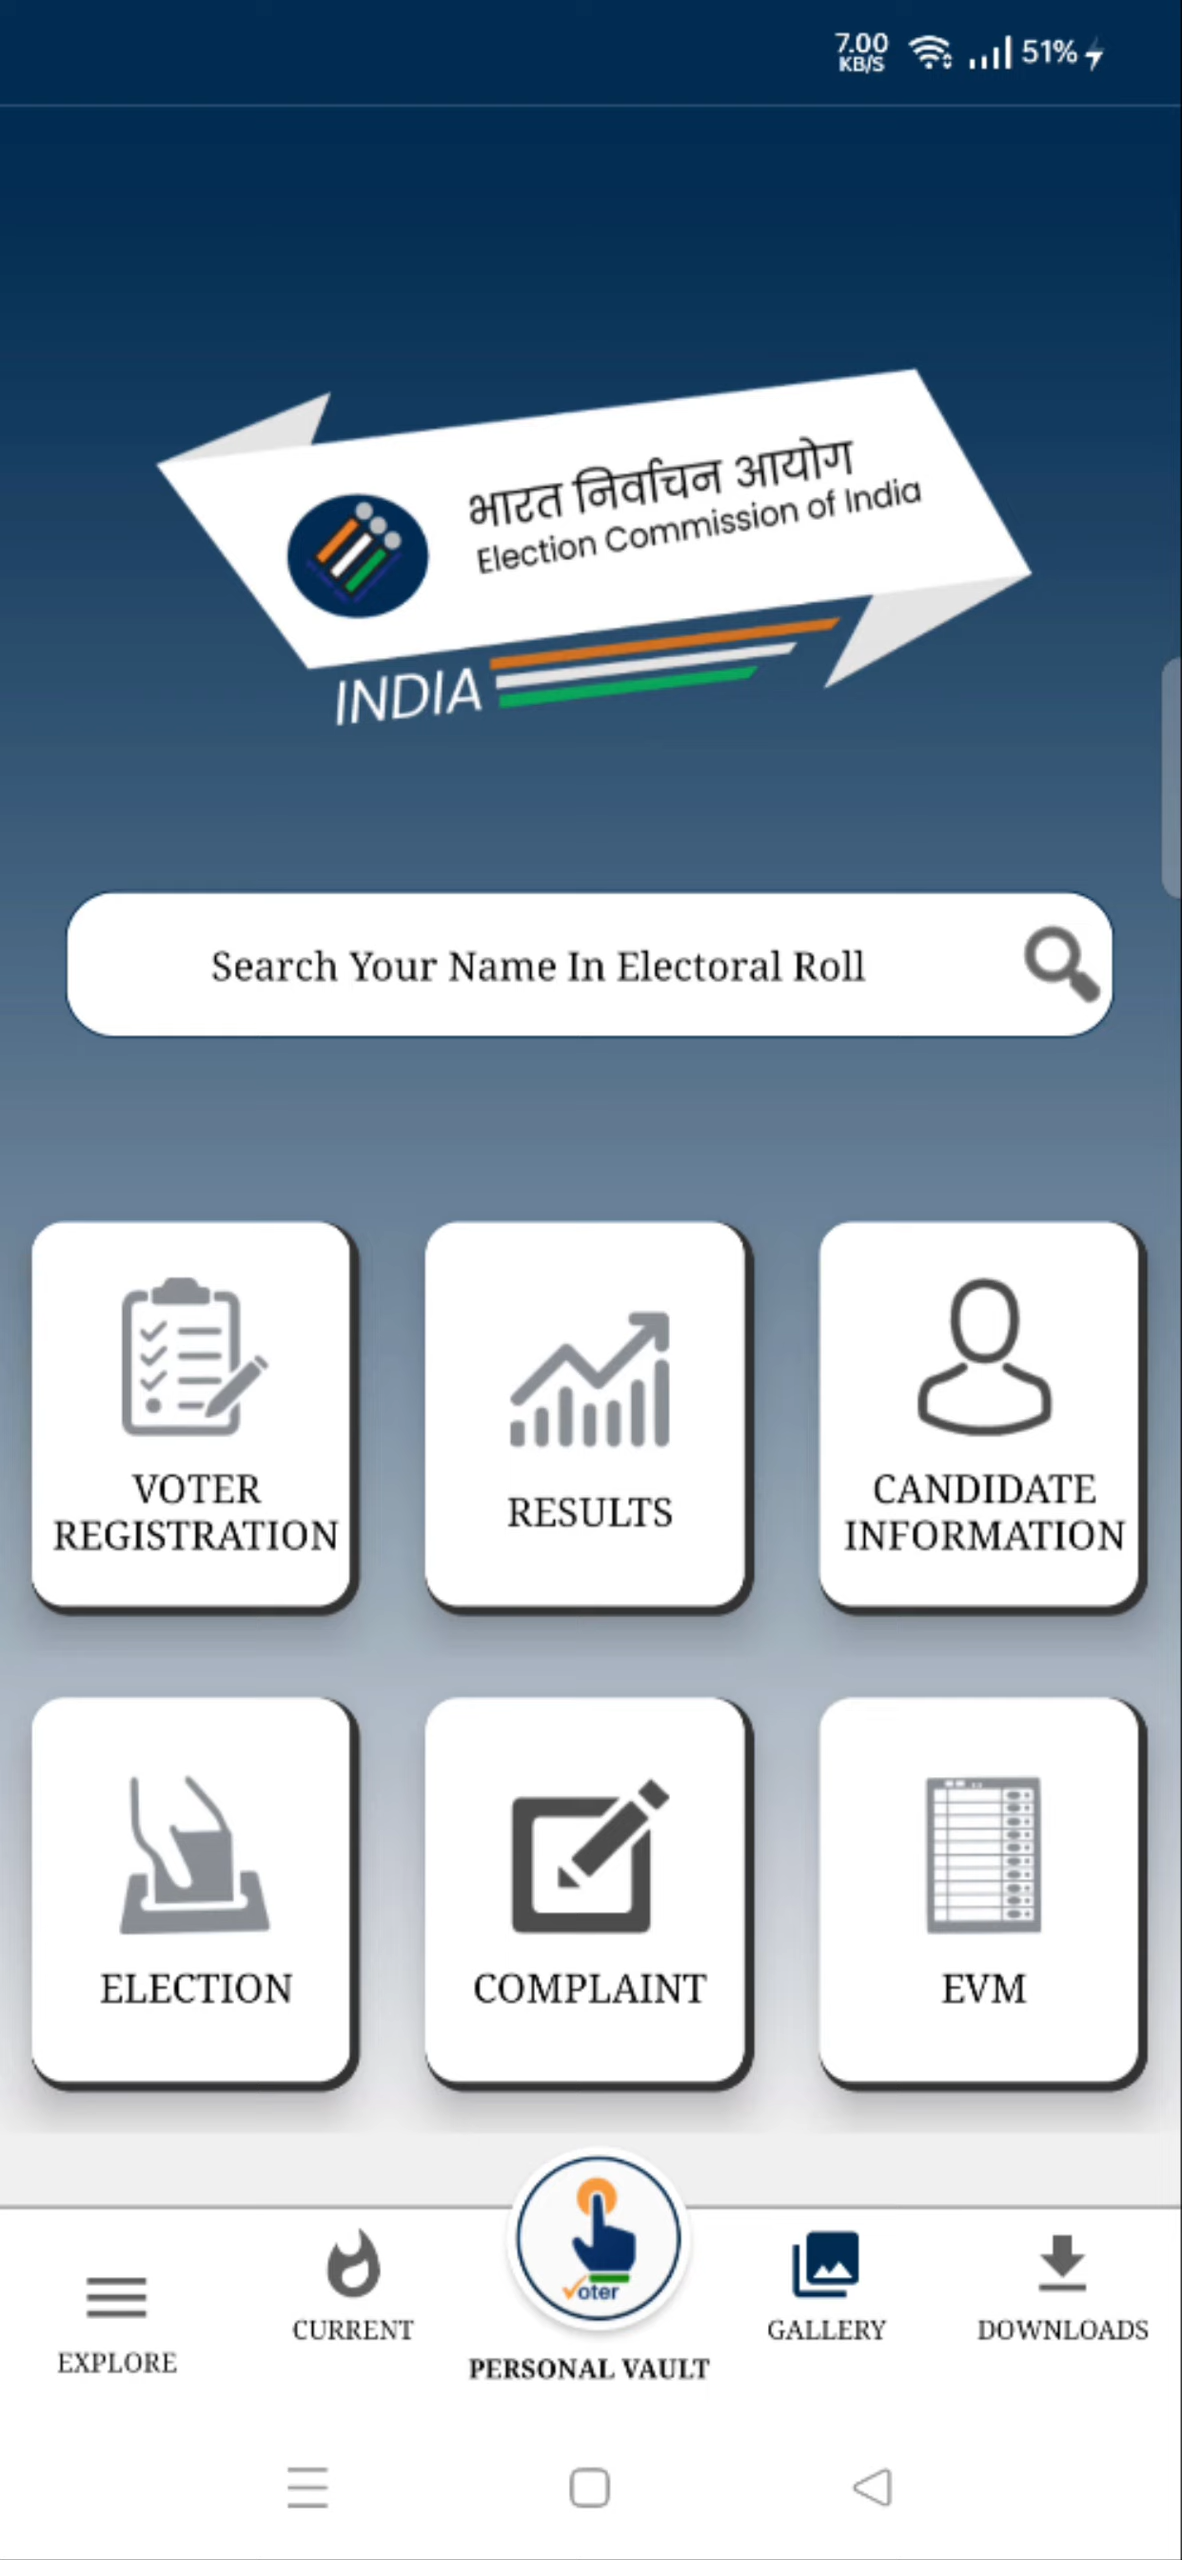 7.00
KB/S
51%
भारत निर्वाचन आयोग
Election Commission of India
INDIA
Search Your Name In Electoral Roll
VOTER
REGISTRATION
RESULTS
CANDIDATE
INFORMATION
ELECTION
COMPLAINT
EVM
oter
EXPLORE
CURRENT
PERSONAL VAULT
GALLERY
DOWNLOADS